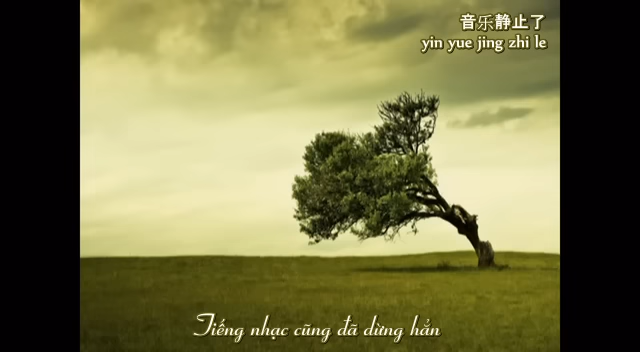 音乐静止了
yin yue jing zhi le
Tiếng nhạc cũng đã dừng hẳn